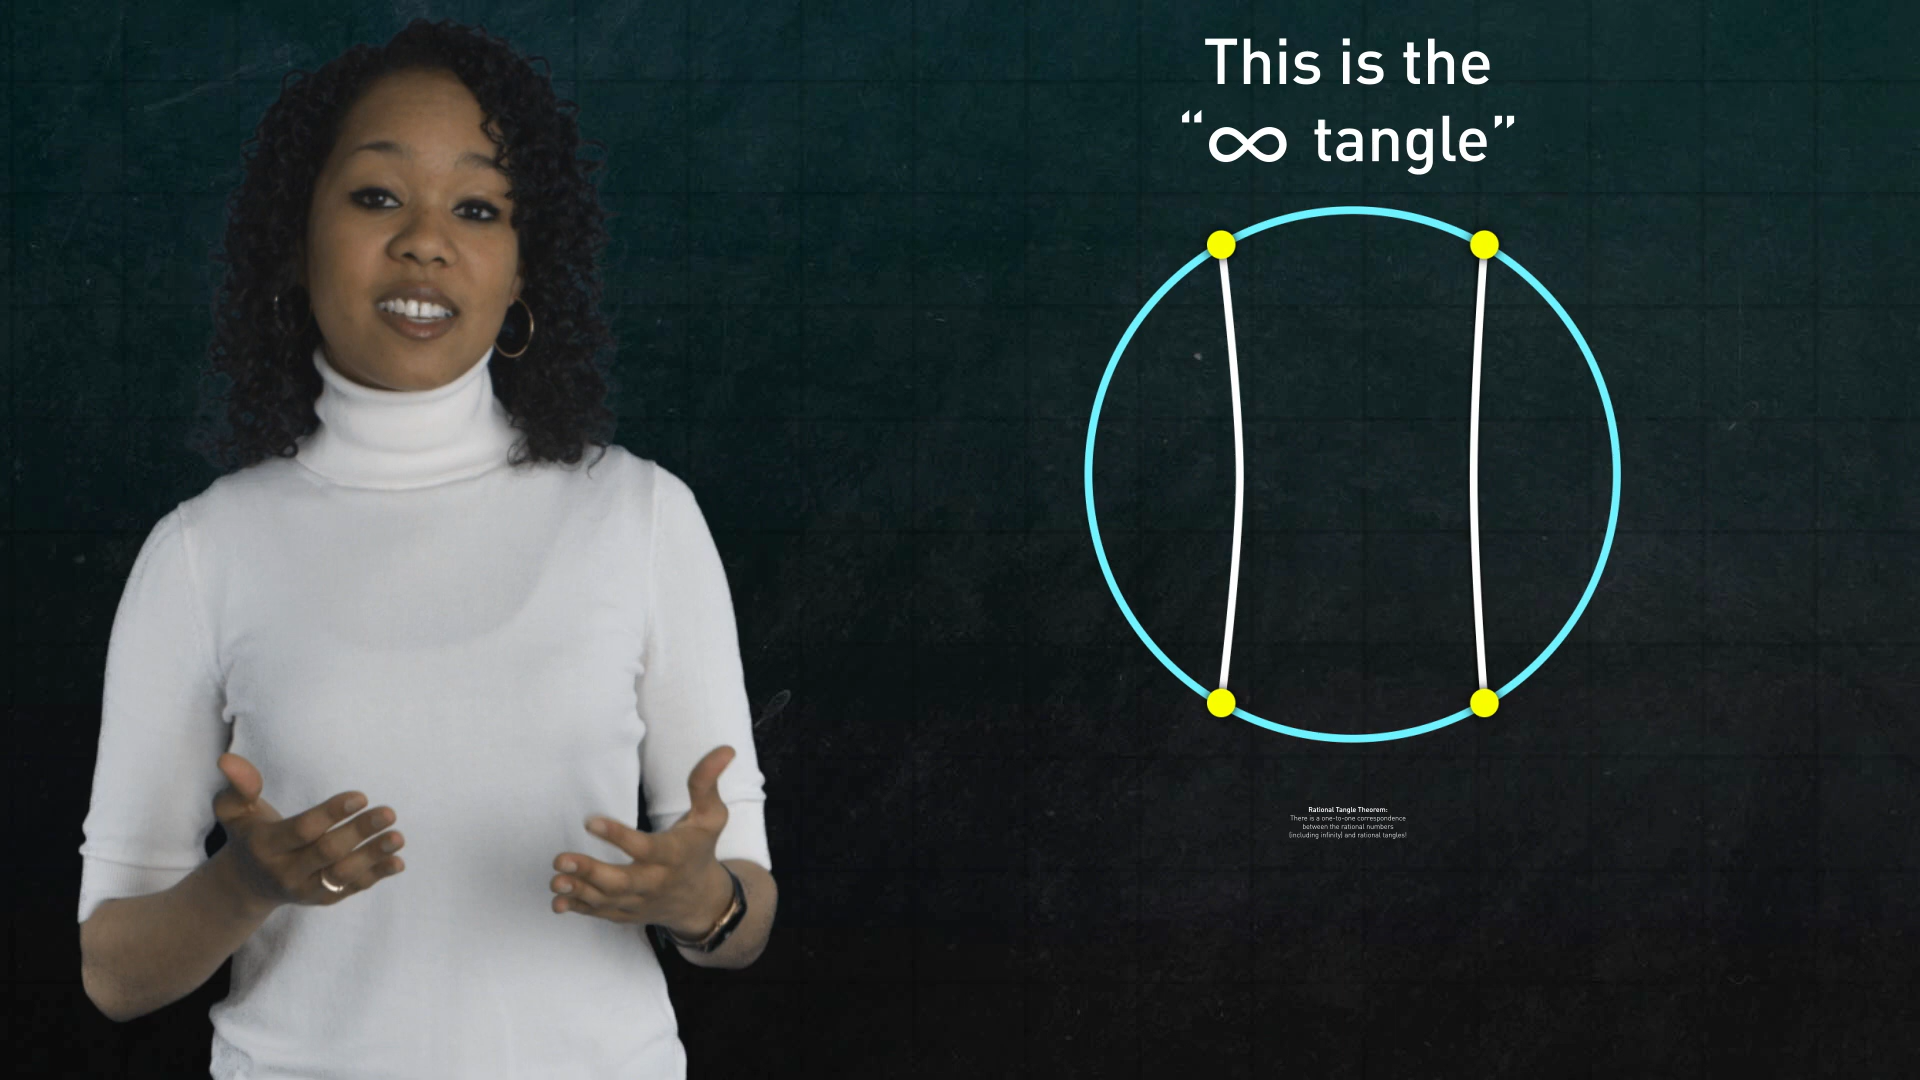 This is the
“∞ tangle”
Rational Tangle Theorem:
There is a one-to-one correspondence
between the rational numbers
(including infinity) and rational tangles!